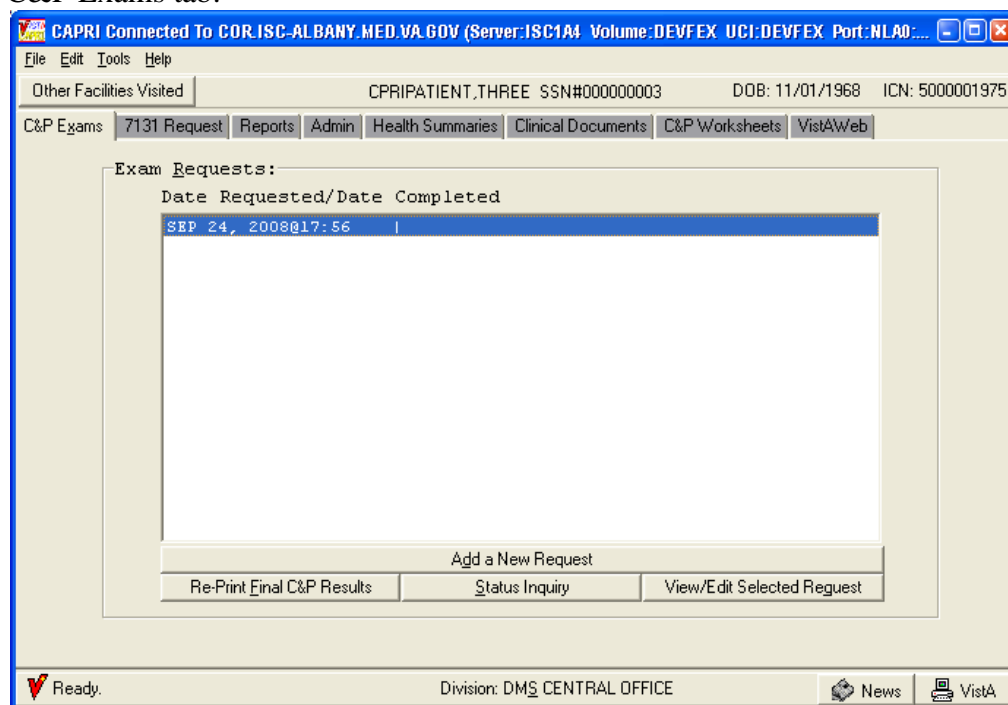 C&P Exams tab:
CAPRI Connected To COR.ISC-ALBANY.MED.VA.GOV (Server:ISC1A4 Volume:DEVFEX UCI:DEVFEX Port:NLA0:...
File Edit Tools Help
Other Facilities Visited CPRIPATIENT,THREE SSN#000000003 DOB: 11/01/1968 ICN: 5000001975
C&P Exams 7131 Request Reports Admin Health Summaries Clinical Documents C&P Worksheets VistAWeb
Exam Requests:
Date Requested/Date Completed
SEP 24, 2008@17:56 |
Add a New Request
Re-Print Final C&P Results Status Inquiry View/Edit Selected Request
Ready. Division: DMS CENTRAL OFFICE News VistA